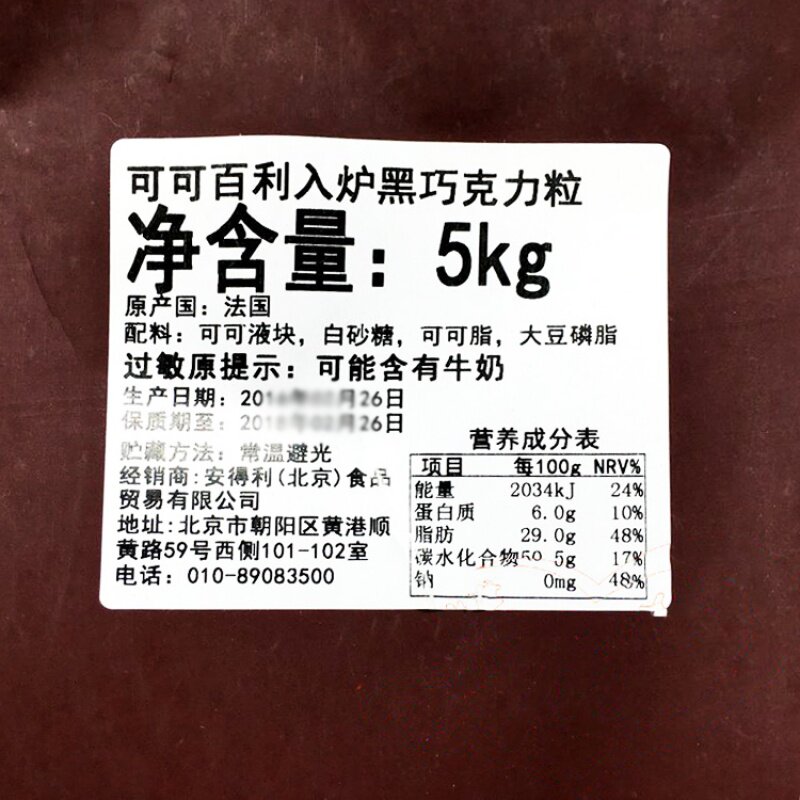 可可百利入炉黑巧克力粒
净含量：5kg
原产国：法国
配料：可可液块，白砂糖，可可脂，大豆磷脂
过敏原提示：可能含有牛奶
生产日期：20 月26日
保质期至：20 月26日
贮藏方法：常温避光
经销商:安得利(北京)食品
贸易有限公司
地址:北京市朝阳区黄港顺
黄路59号西侧101-102室
电话：010-89083500
营养成分表
项目 每100g NRV%
能量 2034kJ 24%
蛋白质 6.0g 10%
脂肪 29.0g 48%
碳水化合物50.5g 17%
钠 0mg 48%